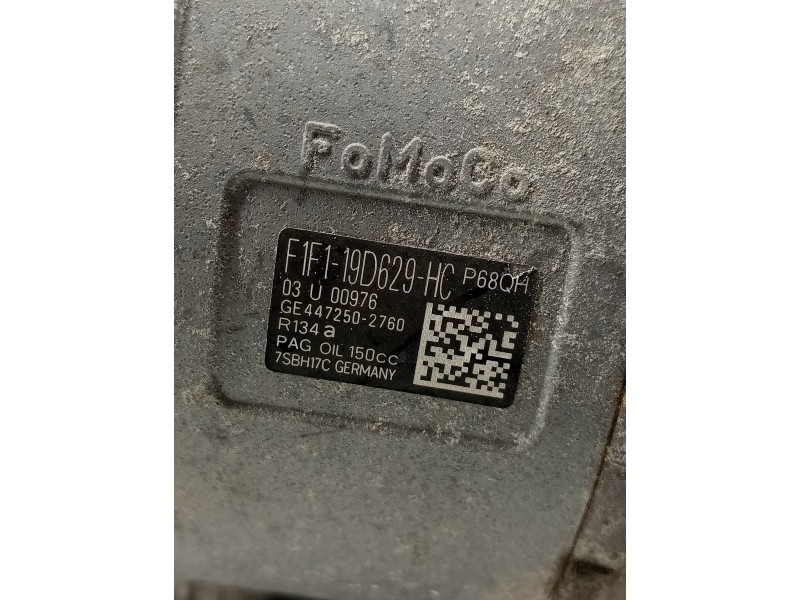 FoMoCo
F1F1-19D629-HC P68QH
03 U 00976
GE447250-2760
R134a
PAG OIL 150cc
7SBH17C GERMANY